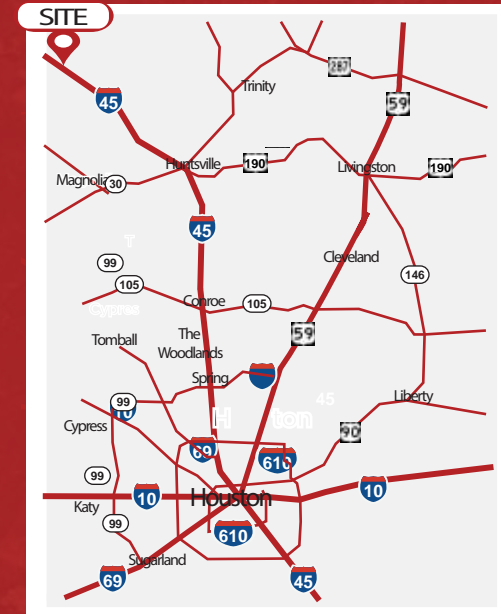 SITE
287
Trinity
45
59
Huntsville
190
Livingston
190
Magnolia
30
45
T
Cleveland
99
105
146
Conroe
105
Cypres
59
Tomball
The
Woodlands
Spring
45
Liberty
99
10
H
ton
Cypress
90
69
610
99
10
Houston
10
Katy
99
610
Sugarland
69
45